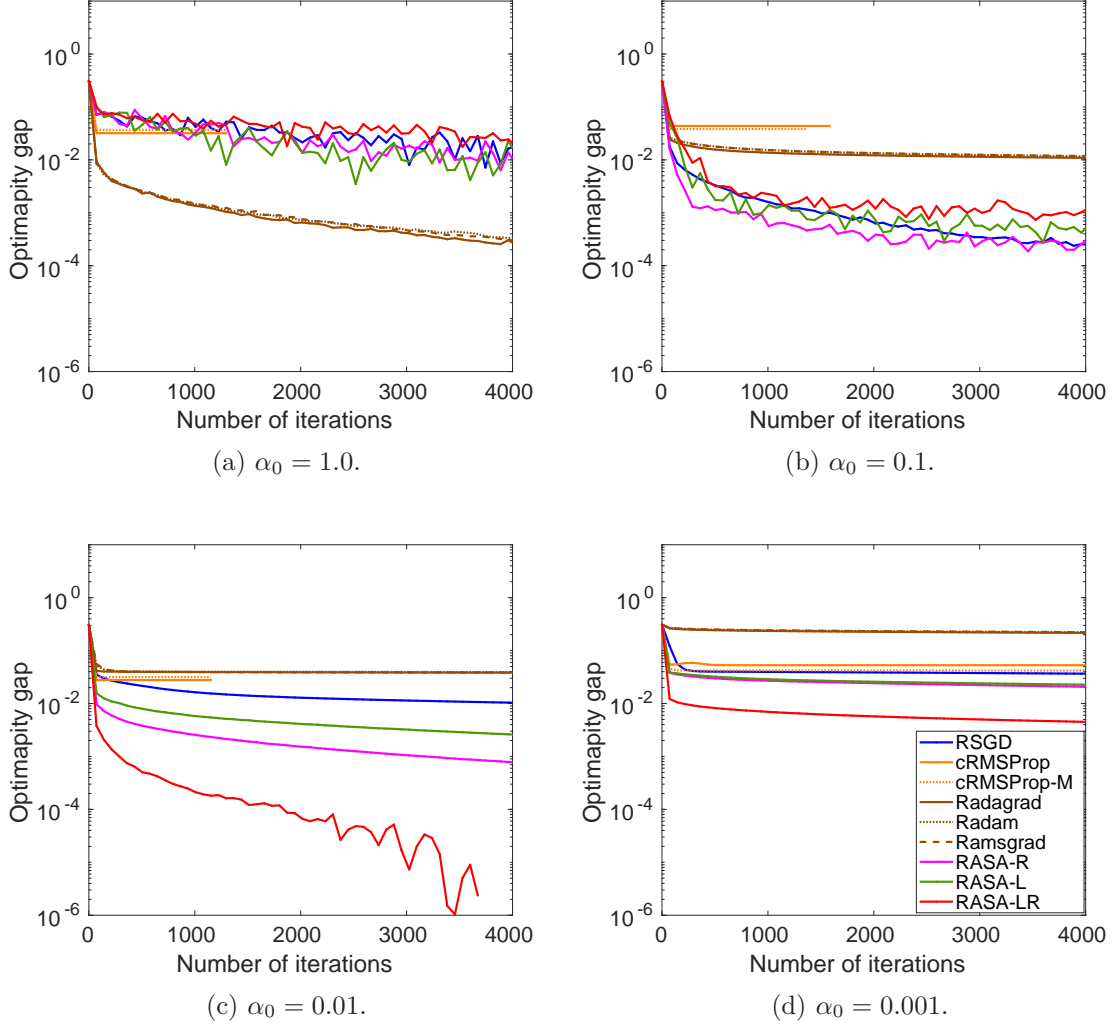 10^0
10^-2
10^-4
10^-6
Optimapity gap
0 1000 2000 3000 4000
Number of iterations
(a) α₀ = 1.0.
10^0
10^-2
10^-4
10^-6
Optimapity gap
0 1000 2000 3000 4000
Number of iterations
(b) α₀ = 0.1.
10^0
10^-2
10^-4
10^-6
Optimapity gap
0 1000 2000 3000 4000
Number of iterations
(c) α₀ = 0.01.
10^0
10^-2
10^-4
10^-6
Optimapity gap
0 1000 2000 3000 4000
Number of iterations
RSGD
cRMSProp
cRMSProp-M
Radagrad
Radam
Ramsgrad
RASA-R
RASA-L
RASA-LR
(d) α₀ = 0.001.